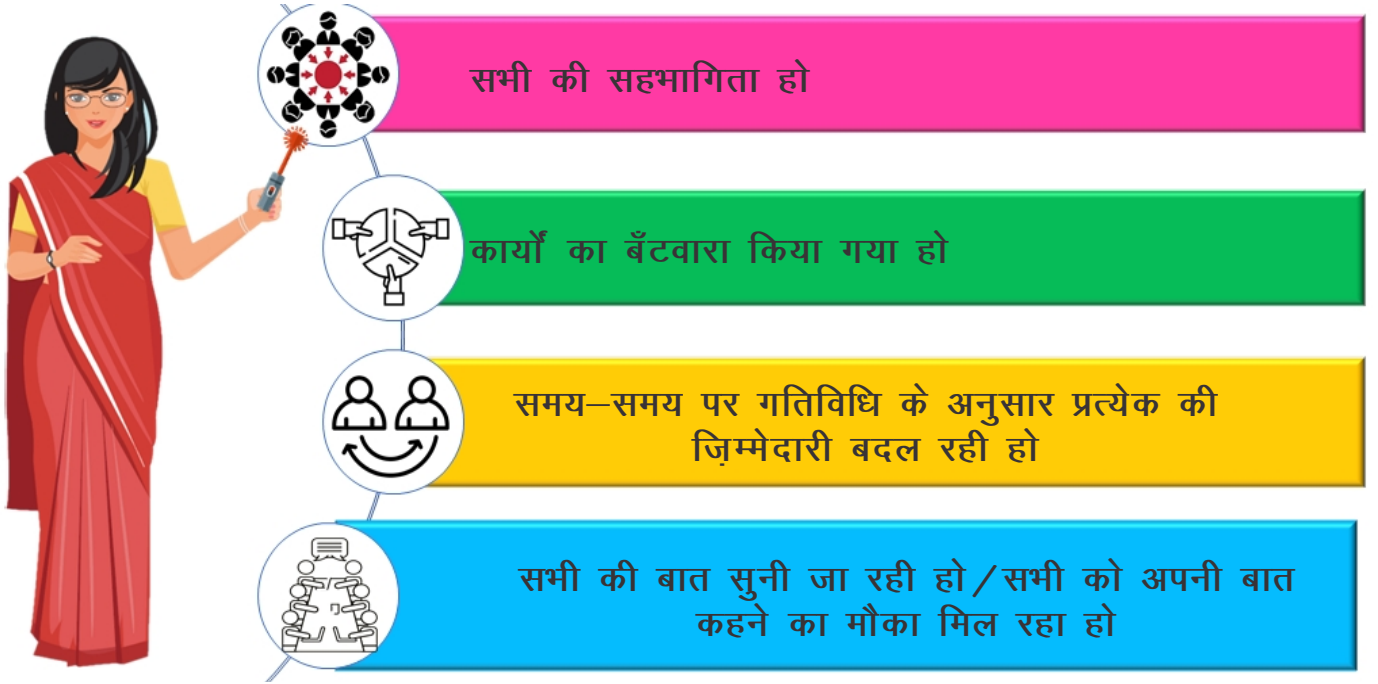 सभी की सहभागिता हो
कार्यों का बँटवारा किया गया हो
समय–समय पर गतिविधि के अनुसार प्रत्येक की
ज़िम्मेदारी बदल रही हो
सभी की बात सुनी जा रही हो/सभी को अपनी बात
कहने का मौका मिल रहा हो